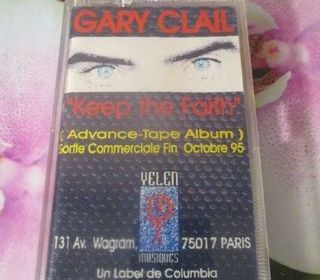 GARY CLAIL
"Keep the faith"
( Advance-Tape Album )
Sortie Commerciale Fin Octobre 95
YELEN
musiques
131 Av. Wagram, 75017 PARIS
Un Label de Columbia